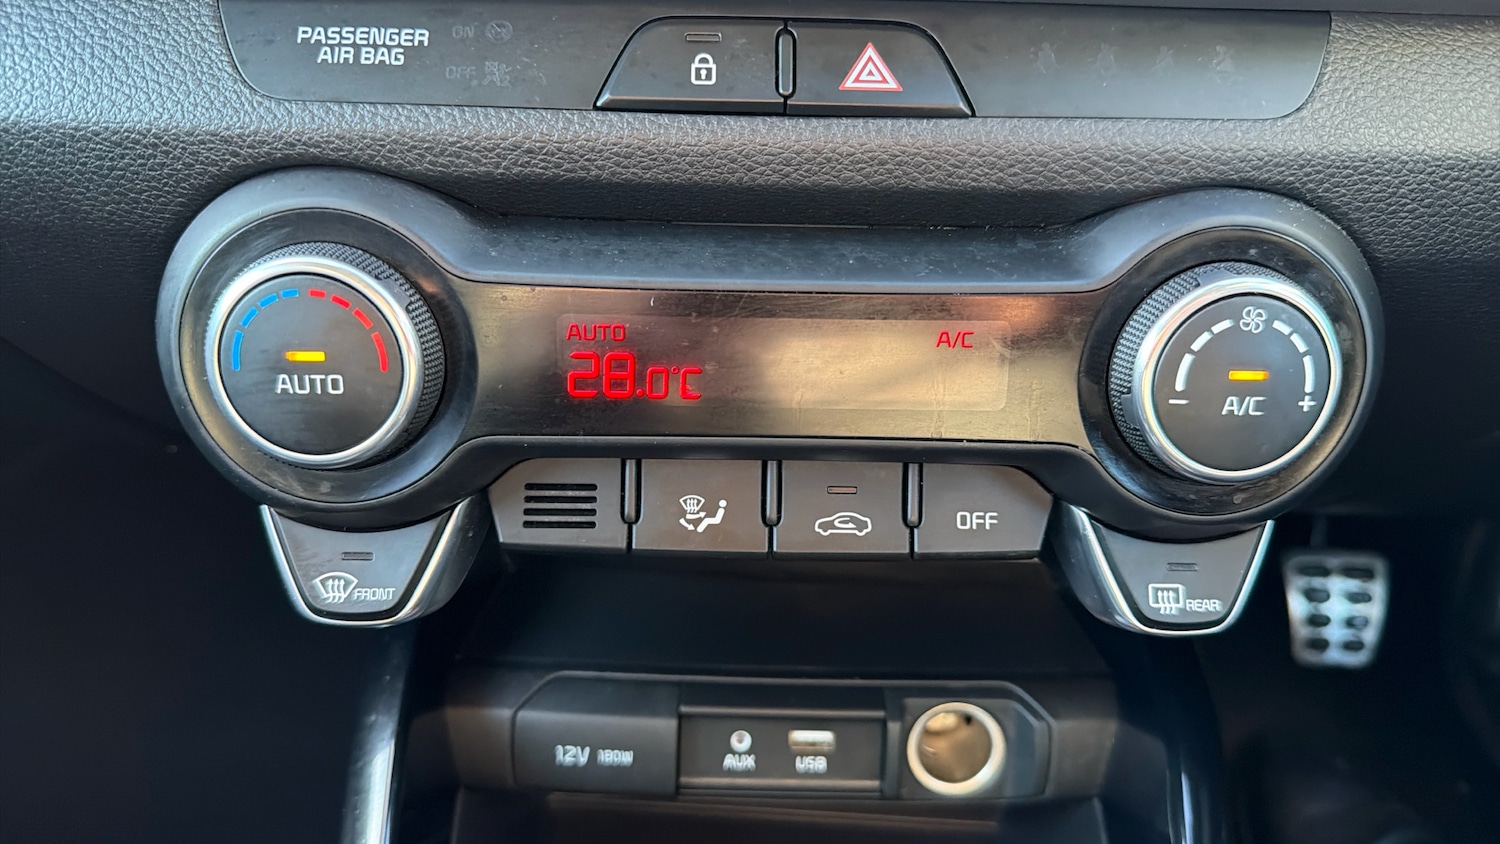 PASSENGER
AIR BAG
ON
OFF
AUTO
28.0°C
A/C
AUTO
- A/C +
OFF
FRONT
REAR
12V 180W
AUX
USB